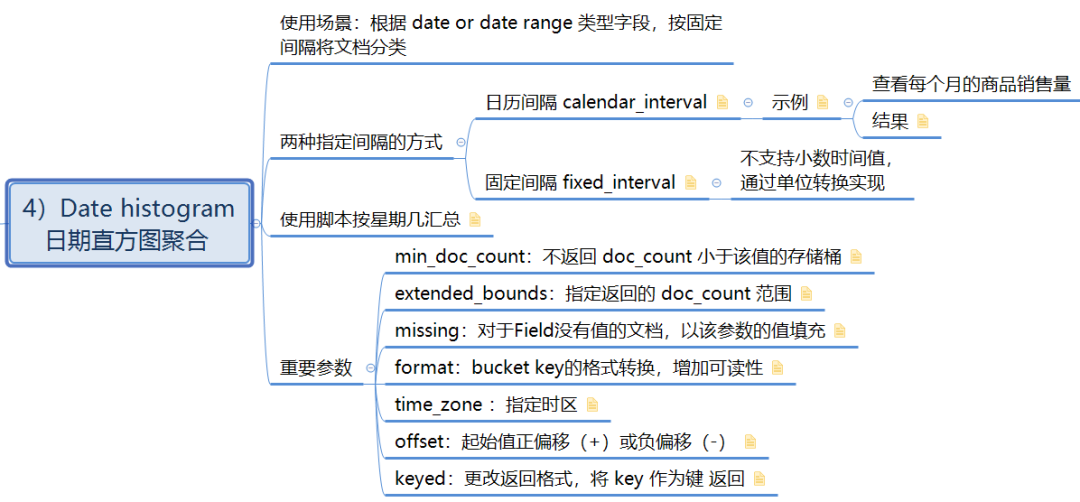 4）Date histogram
日期直方图聚合
使用场景：根据 date or date range 类型字段，按固定
间隔将文档分类
两种指定间隔的方式
日历间隔 calendar_interval
示例
查看每个月的商品销售量
结果
固定间隔 fixed_interval
不支持小数时间值，
通过单位转换实现
使用脚本按星期几汇总
重要参数
min_doc_count：不返回 doc_count 小于该值的存储桶
extended_bounds：指定返回的 doc_count 范围
missing：对于Field没有值的文档，以该参数的值填充
format：bucket key的格式转换，增加可读性
time_zone ：指定时区
offset：起始值正偏移（+）或负偏移（-）
keyed：更改返回格式，将 key 作为键 返回